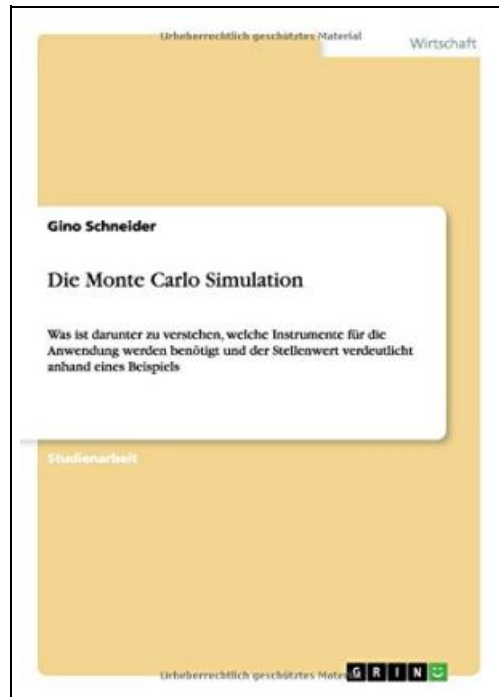 Urheberrechtlich geschütztes Material
Wirtschaft
Gino Schneider
Die Monte Carlo Simulation
Was ist darunter zu verstehen, welche Instrumente für die
Anwendung werden benötigt und der Stellenwert verdeutlicht
anhand eines Beispiels
Studienarbeit
Urheberrechtlich geschütztes Mater
GRIN